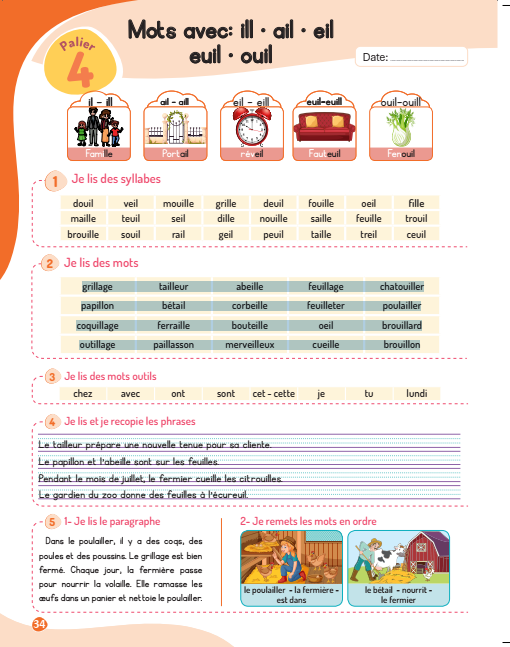 Mots avec: ill · ail · eil
euil · ouil
Palier
4
Date:
il - ill
ail - aill
eil - eill
euil-euill
ouil-ouill
Famille
Portail
réveil
Fauteuil
Fenouil
1 Je lis des syllabes
douil veil mouille grille deuil fouille oeil fille
maille teuil seil dille nouille saille feuille trouil
brouille souil rail geil peuil taille treil ceuil
2 Je lis des mots
grillage tailleur abeille feuillage chatouiller
papillon bétail corbeille feuilleter poulailler
coquillage ferraille bouteille oeil brouillard
outillage paillasson merveilleux cueille brouillon
3 Je lis des mots outils
chez avec ont sont cet - cette je tu lundi
4 Je lis et je recopie les phrases
Le tailleur prépare une nouvelle tenue pour sa cliente.
Le papillon et l'abeille sont sur les feuilles.
Pendant le mois de juillet, le fermier cueille les citrouilles.
Le gardien du zoo donne des feuilles à l'écureuil.
5 1- Je lis le paragraphe
Dans le poulailler, il y a des coqs, des
poules et des poussins. Le grillage est bien
fermé. Chaque jour, la fermière passe
pour nourrir la volaille. Elle ramasse les
œufs dans un panier et nettoie le poulailler.
2- Je remets les mots en ordre
le poulailler - la fermière -
est dans
le bétail - nourrit -
le fermier
34